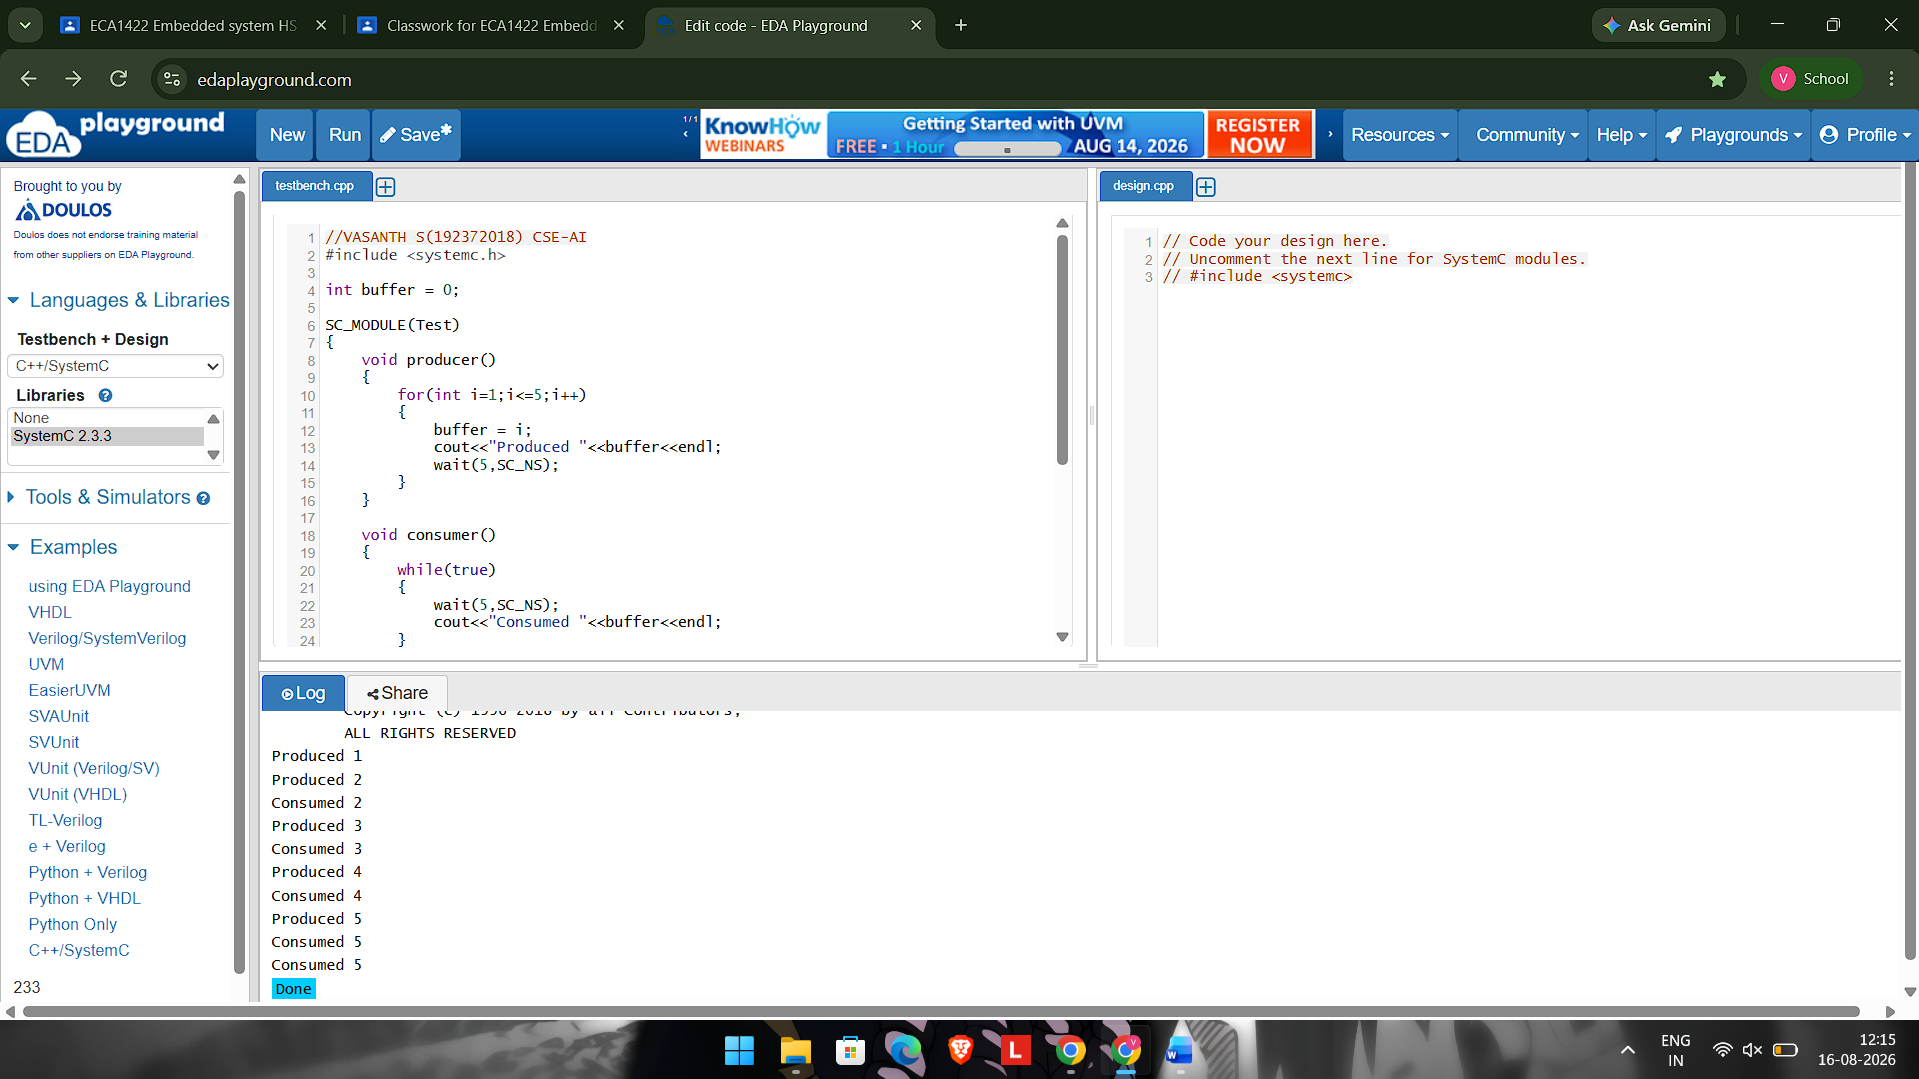 ECA1422 Embedded system HS
Classwork for ECA1422 Embedd
Edit code - EDA Playground
Ask Gemini
edaplayground.com
V School
EDA playground
New
Run
Save*
1/1
KnowHow WEBINARS
Getting Started with UVM
FREE • 1 Hour
AUG 14, 2026
REGISTER NOW
Resources
Community
Help
Playgrounds
Profile
Brought to you by
DOULOS
Doulos does not endorse training material
from other suppliers on EDA Playground.
Languages & Libraries
Testbench + Design
C++/SystemC
Libraries
None
SystemC 2.3.3
Tools & Simulators
Examples
using EDA Playground
VHDL
Verilog/SystemVerilog
UVM
EasierUVM
SVAUnit
SVUnit
VUnit (Verilog/SV)
VUnit (VHDL)
TL-Verilog
e + Verilog
Python + Verilog
Python + VHDL
Python Only
C++/SystemC
233
testbench.cpp
1 //VASANTH S(192372018) CSE-AI
2 #include <systemc.h>
3
4 int buffer = 0;
5
6 SC_MODULE(Test)
7 {
8 void producer()
9 {
10 for(int i=1;i<=5;i++)
11 {
12 buffer = i;
13 cout<<"Produced "<<buffer<<endl;
14 wait(5,SC_NS);
15 }
16 }
17
18 void consumer()
19 {
20 while(true)
21 {
22 wait(5,SC_NS);
23 cout<<"Consumed "<<buffer<<endl;
24 }
design.cpp
1 // Code your design here.
2 // Uncomment the next line for SystemC modules.
3 // #include <systemc>
Log
Share
Copyright (c) 1996-2018 by all Contributors,
ALL RIGHTS RESERVED
Produced 1
Produced 2
Consumed 2
Produced 3
Consumed 3
Produced 4
Consumed 4
Produced 5
Consumed 5
Consumed 5
Done
ENG
IN
12:15
16-08-2026